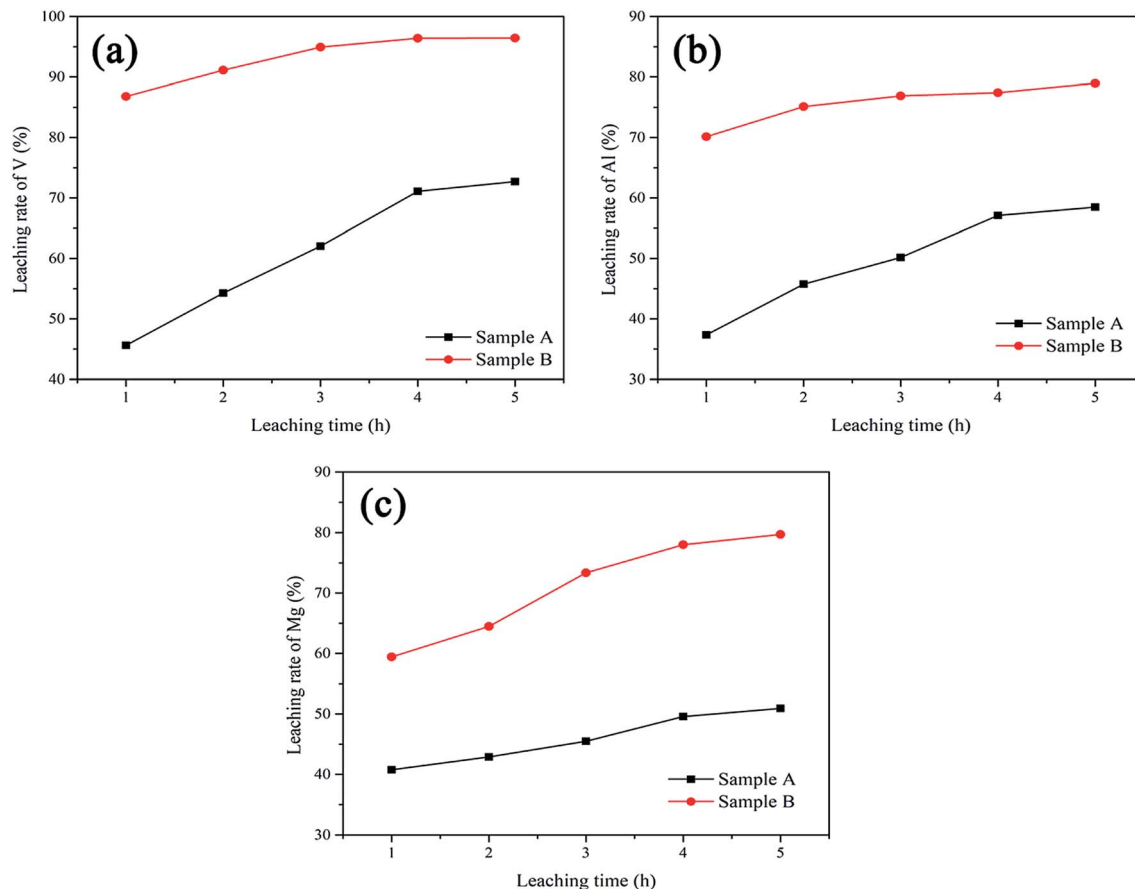 (a)
100
90
80
70
60
50
40
Leaching rate of V (%)
Sample A
Sample B
1 2 3 4 5
Leaching time (h)
(b)
90
80
70
60
50
40
30
Leaching rate of Al (%)
Sample A
Sample B
1 2 3 4 5
Leaching time (h)
(c)
90
80
70
60
50
40
30
Leaching rate of Mg (%)
Sample A
Sample B
1 2 3 4 5
Leaching time (h)